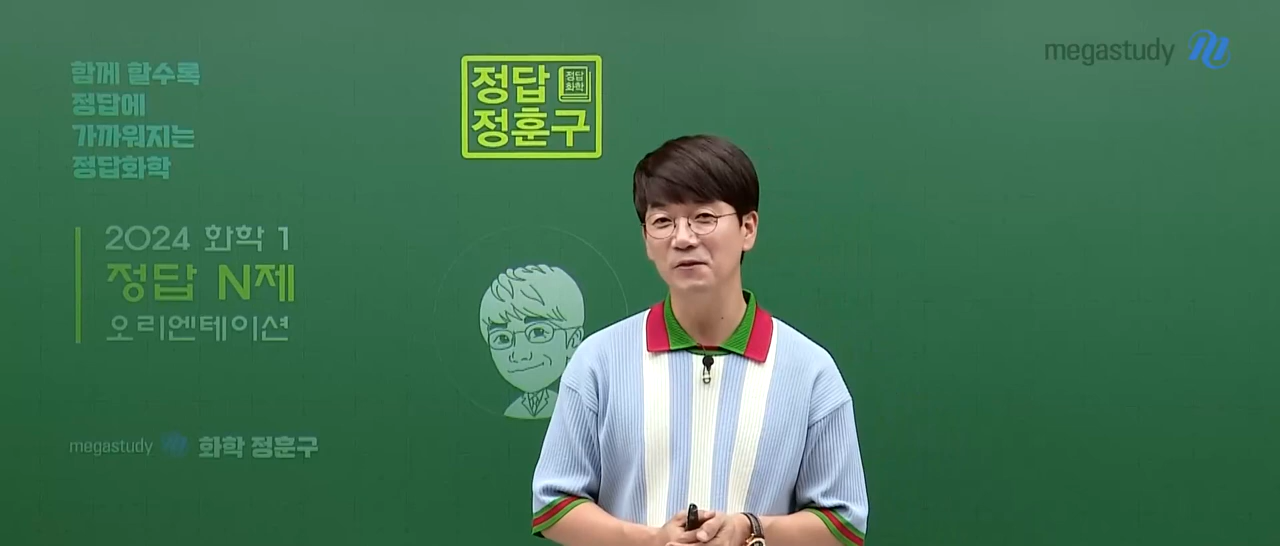 함께 할수록
정답에
가까워지는
정답화학
2024 화학 1
정답 N제
오리엔테이션
megastudy 화학 정훈구
정답
정답
화학
정훈구
megastudy